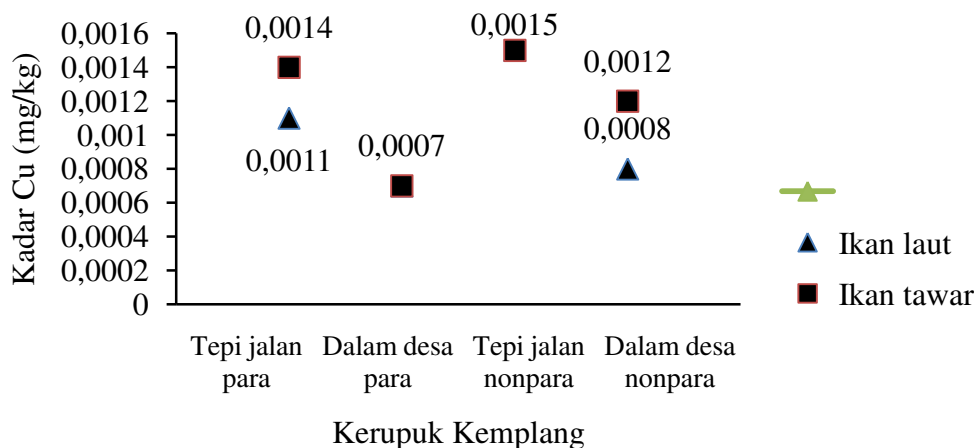 Kadar Cu (mg/kg)
0,0016
0,0014
0,0012
0,001
0,0008
0,0006
0,0004
0,0002
0
0,0014
0,0011
0,0007
0,0015
0,0012
0,0008
Tepi jalan
para
Dalam desa
para
Tepi jalan
nonpara
Dalam desa
nonpara
Kerupuk Kemplang
Ikan laut
Ikan tawar